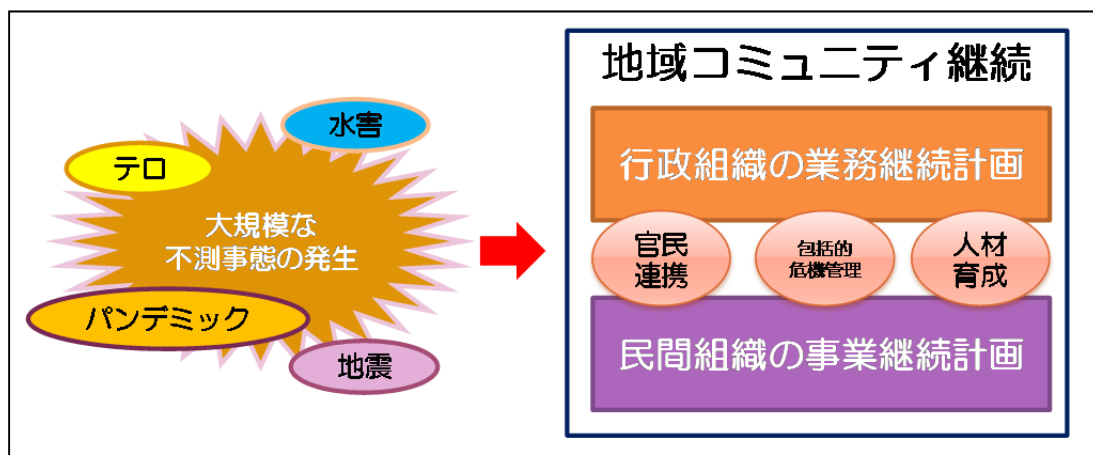 水害
テロ
大規模な
不測事態の発生
パンデミック
地震
地域コミュニティ継続
行政組織の業務継続計画
官民
連携
包括的
危機管理
人材
育成
民間組織の事業継続計画